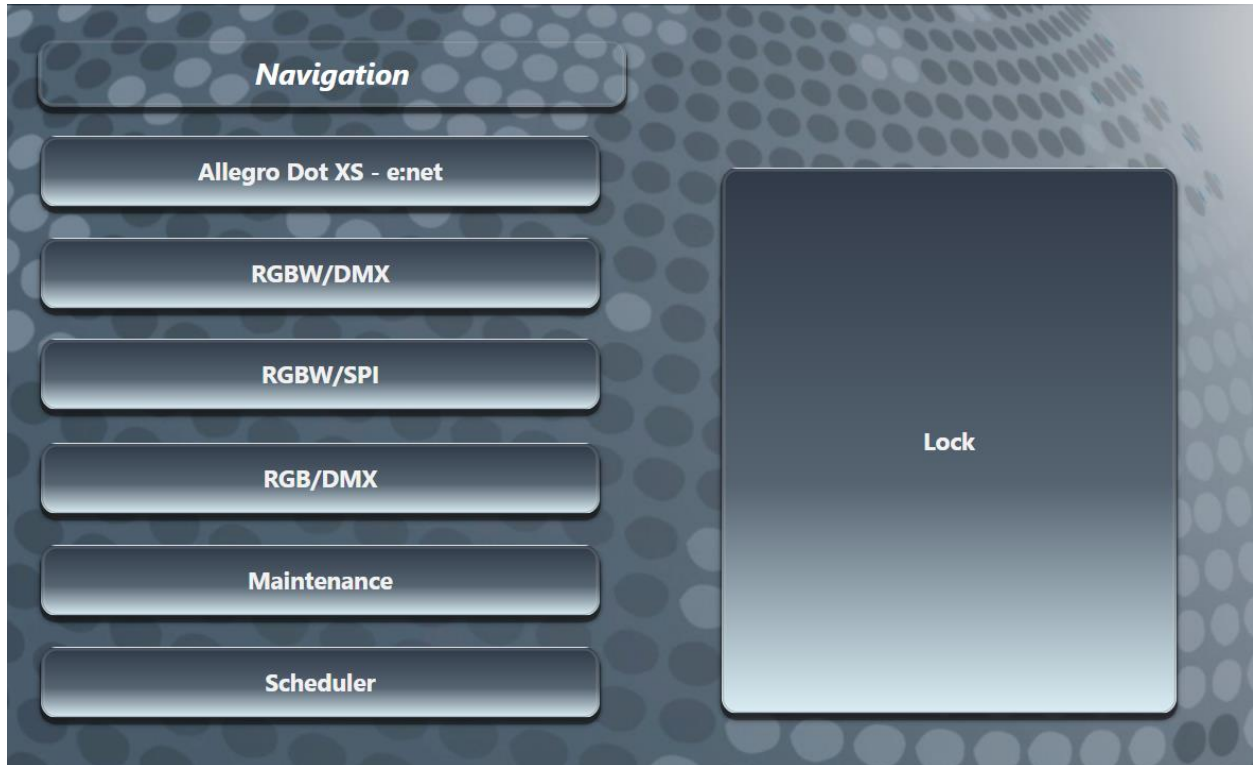 Navigation
Allegro Dot XS - e:net
RGBW/DMX
RGBW/SPI
RGB/DMX
Maintenance
Scheduler
Lock